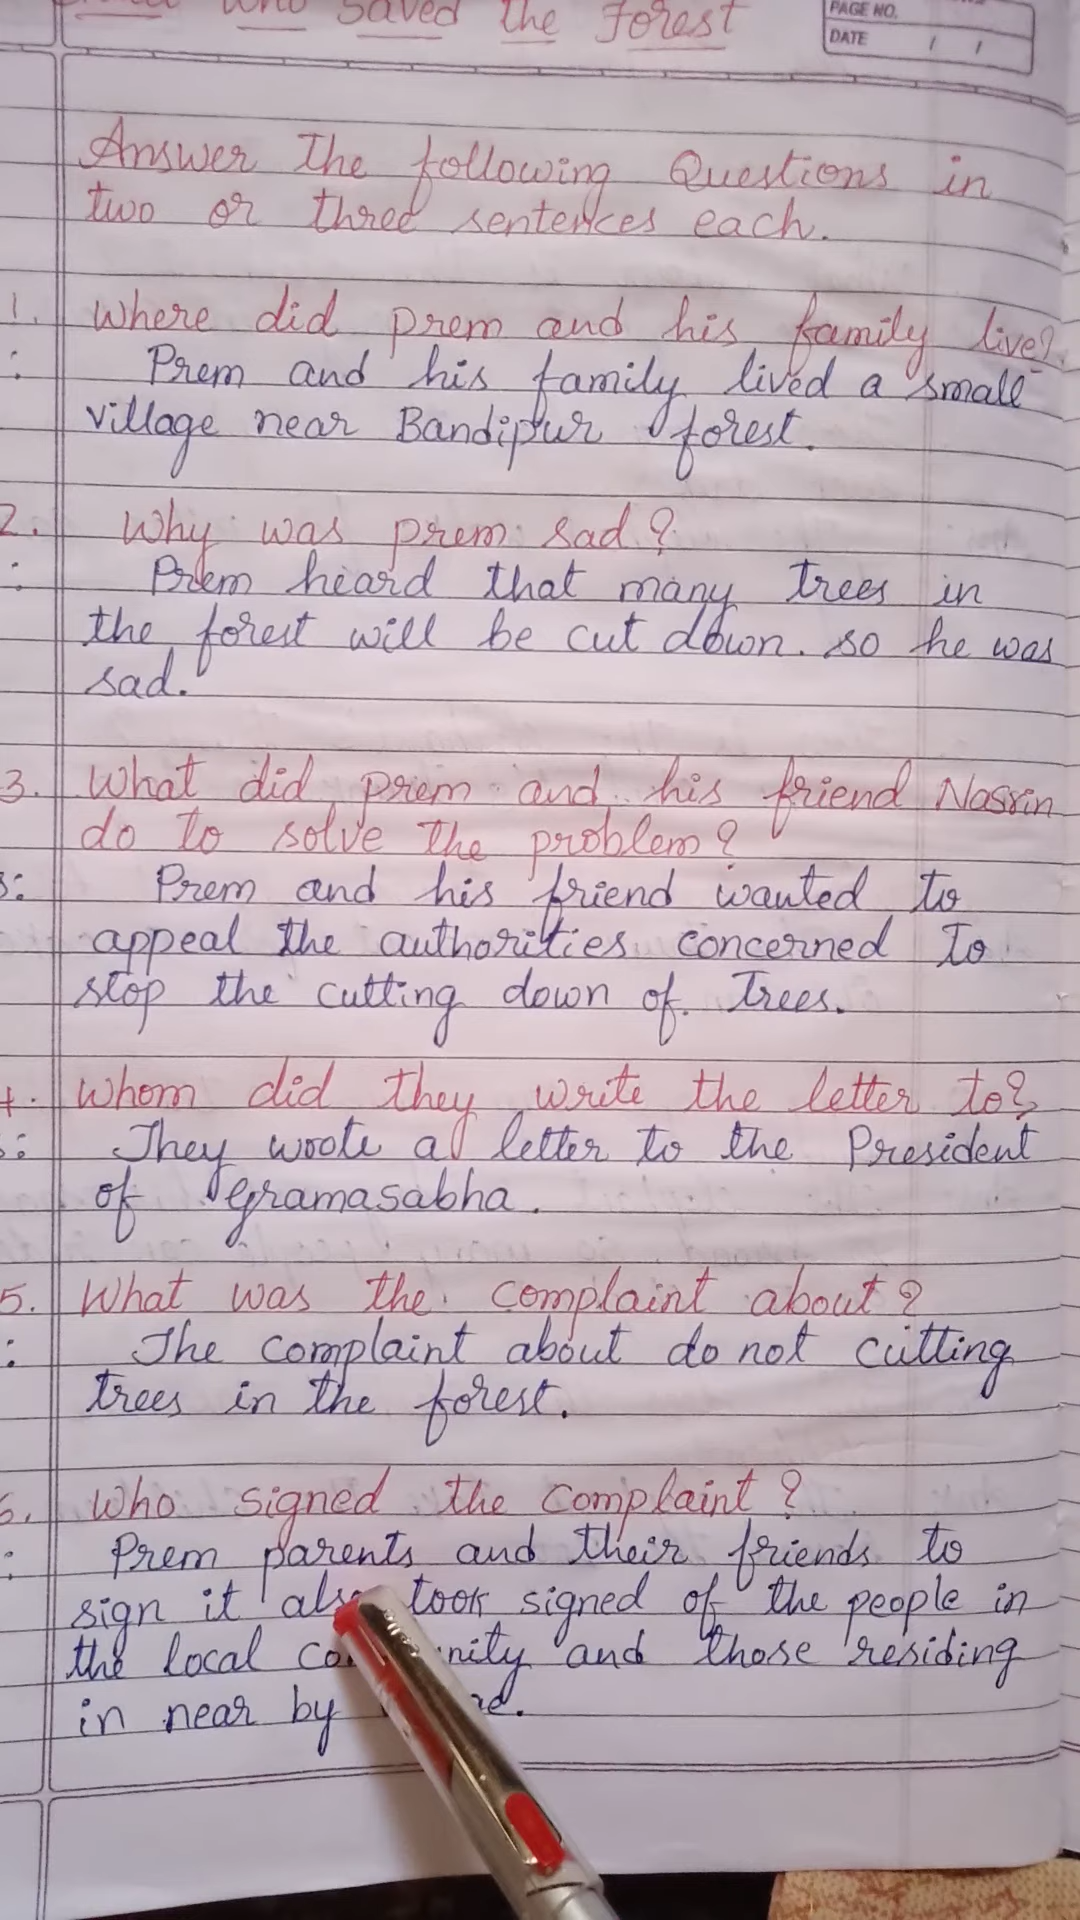 who Saved the Forest
PAGE NO.
DATE / /
Answer The following Questions in
two or three sentences each.
1. Where did prem and his family live?
: Prem and his family lived a small
village near Bandipur forest.
2. Why was prem sad?
: Prem heard that many trees in
the forest will be cut down. so he was
sad.
3. What did prem and his friend Nasrin
do to solve the problem?
s: Prem and his friend wanted to
appeal the authorities concerned to
stop the cutting down of Trees.
4. Whom did they write the letter to?
s: They wrote a letter to the President
of gramasabha.
5. What was the complaint about?
: The complaint about do not cutting
trees in the forest.
6. Who signed the complaint?
: Prem parents and their friends to
sign it also took signed of the people in
the local and those residing
in near by